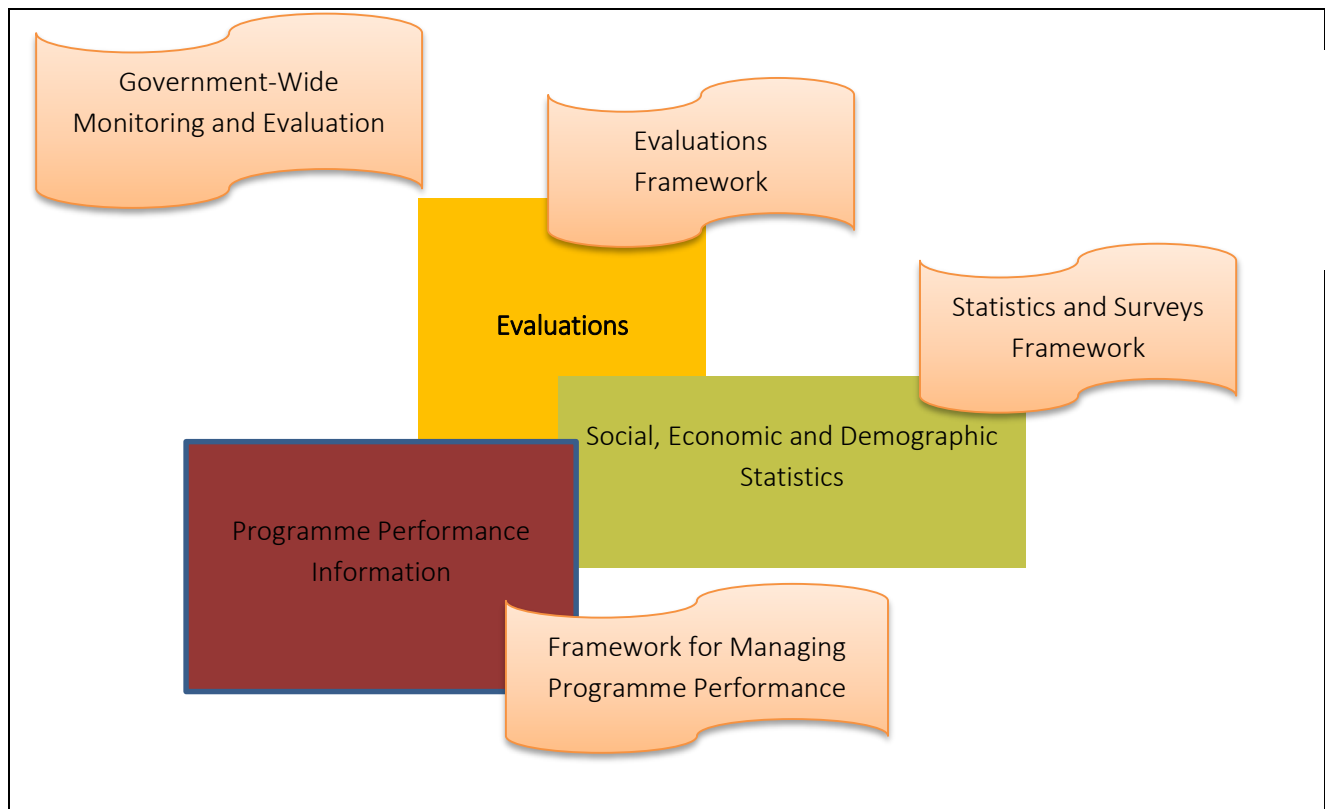 Government-Wide
Monitoring and Evaluation
Evaluations
Framework
Statistics and Surveys
Framework
Evaluations
Social, Economic and Demographic
Statistics
Programme Performance
Information
Framework for Managing
Programme Performance